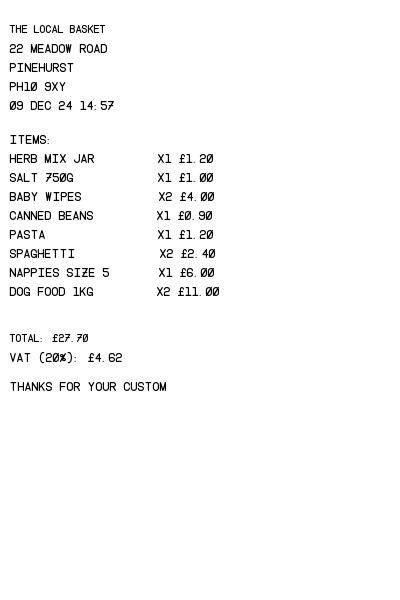 THE LOCAL BASKET
22 MEADOW ROAD
PINEHURST
PH10 9XY
09 DEC 24 14:57
ITEMS:
HERB MIX JAR X1 £1.20
SALT 750G X1 £1.00
BABY WIPES X2 £4.00
CANNED BEANS X1 £0.90
PASTA X1 £1.20
SPAGHETTI X2 £2.40
NAPPIES SIZE 5 X1 £6.00
DOG FOOD 1KG X2 £11.00
TOTAL: £27.70
VAT (20%): £4.62
THANKS FOR YOUR CUSTOM